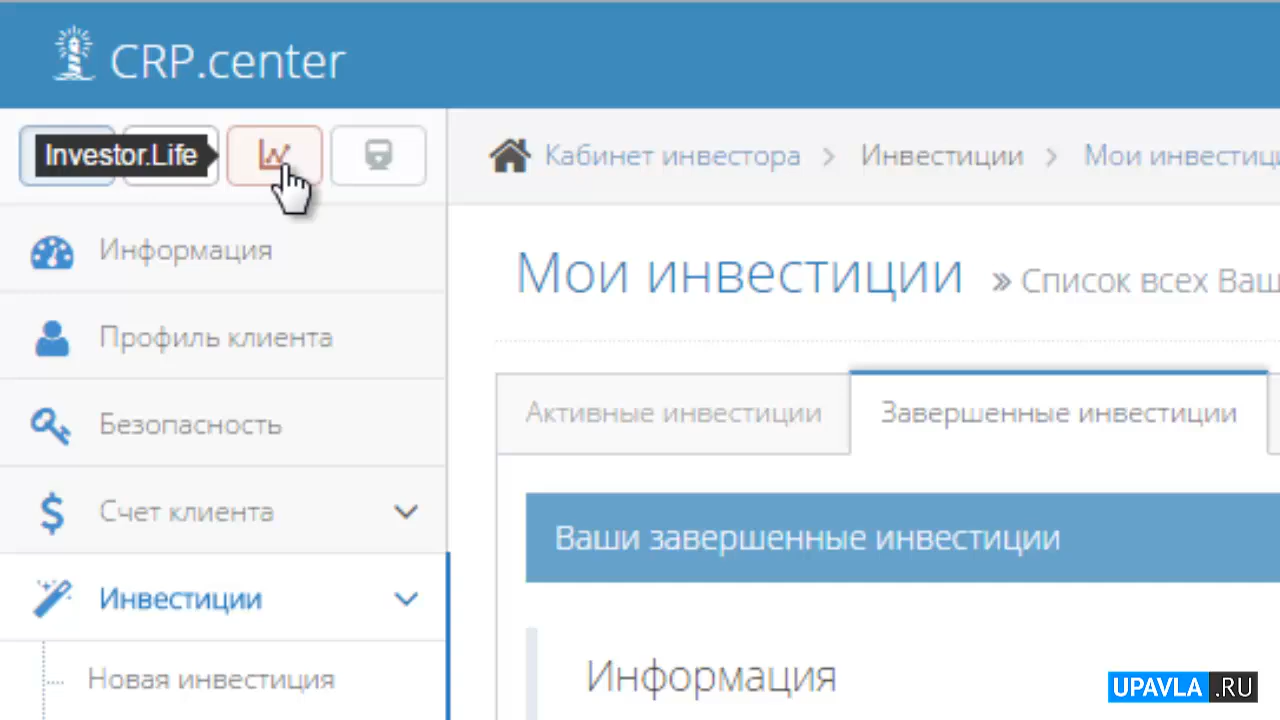 CRP.center
Investor.Life
Кабинет инвестора > Инвестиции > Мои инвестиц
Информация
Профиль клиента
Безопасность
Счет клиента
Инвестиции
Новая инвестиция
Мои инвестиции » Список всех Ваш
Активные инвестиции
Завершенные инвестиции
Ваши завершенные инвестиции
Информация
UPAVLA.RU